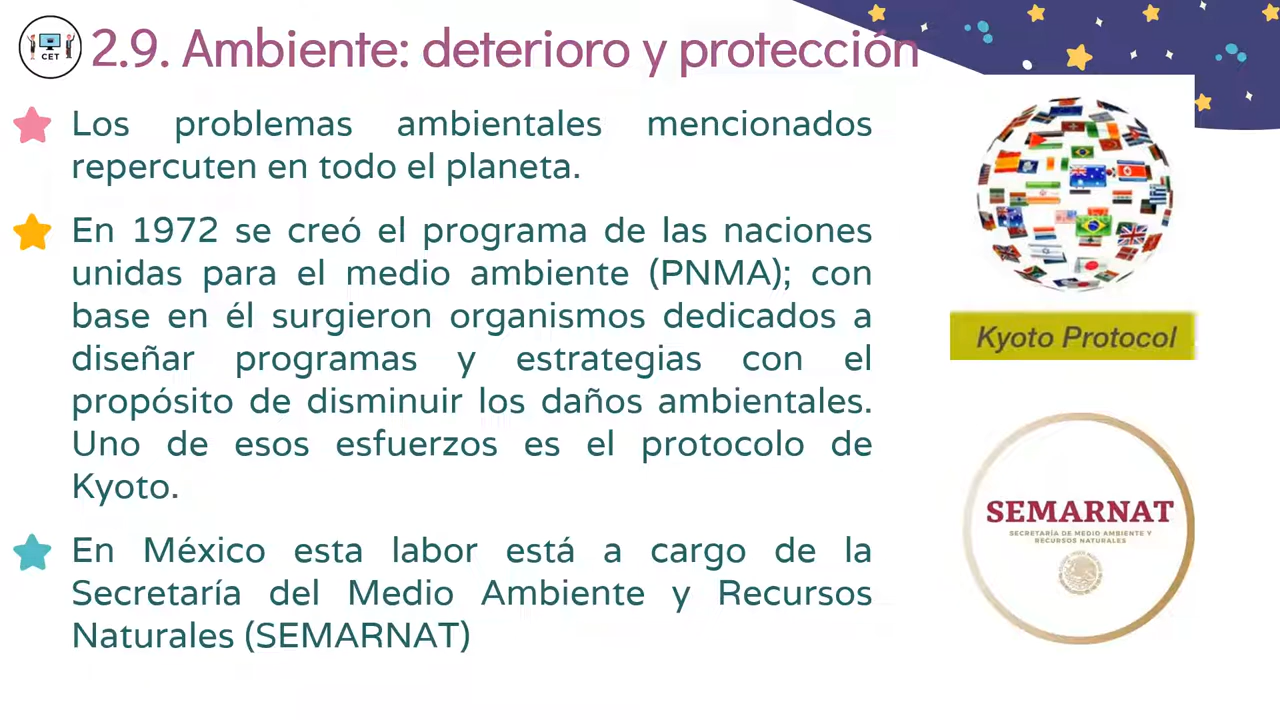 CET
2.9. Ambiente: deterioro y protección
Los problemas ambientales mencionados
repercuten en todo el planeta.
En 1972 se creó el programa de las naciones
unidas para el medio ambiente (PNMA); con
base en él surgieron organismos dedicados a
diseñar programas y estrategias con el
propósito de disminuir los daños ambientales.
Uno de esos esfuerzos es el protocolo de
Kyoto.
En México esta labor está a cargo de la
Secretaría del Medio Ambiente y Recursos
Naturales (SEMARNAT)
Kyoto Protocol
SEMARNAT
SECRETARÍA DE MEDIO AMBIENTE Y
RECURSOS NATURALES